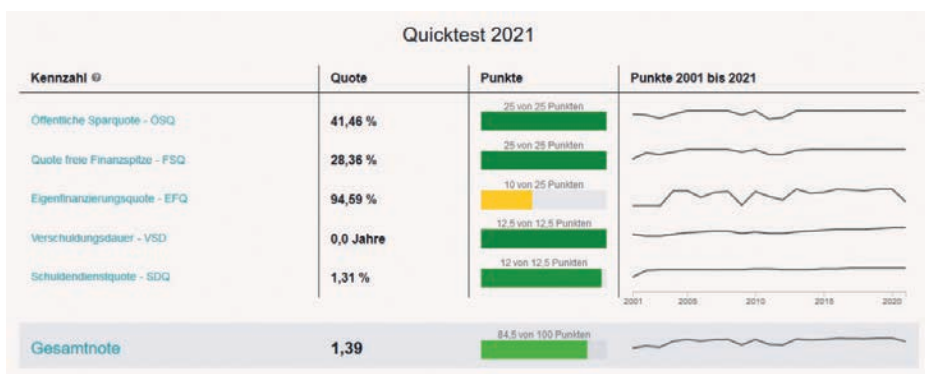 Quicktest 2021
Kennzahl Quote Punkte Punkte 2001 bis 2021
Öffentliche Sparquote - ÖSQ 41,46 % 25 von 25 Punkten
Quote freie Finanzspitze - FSQ 28,36 % 25 von 25 Punkten
Eigenfinanzierungsquote - EFQ 94,59 % 10 von 25 Punkten
Verschuldungsdauer - VSD 0,0 Jahre 12,5 von 12,5 Punkten
Schuldendienstquote - SDQ 1,31 % 12 von 12,5 Punkten
2001 2005 2010 2015 2020
Gesamtnote 1,39 84,5 von 100 Punkten